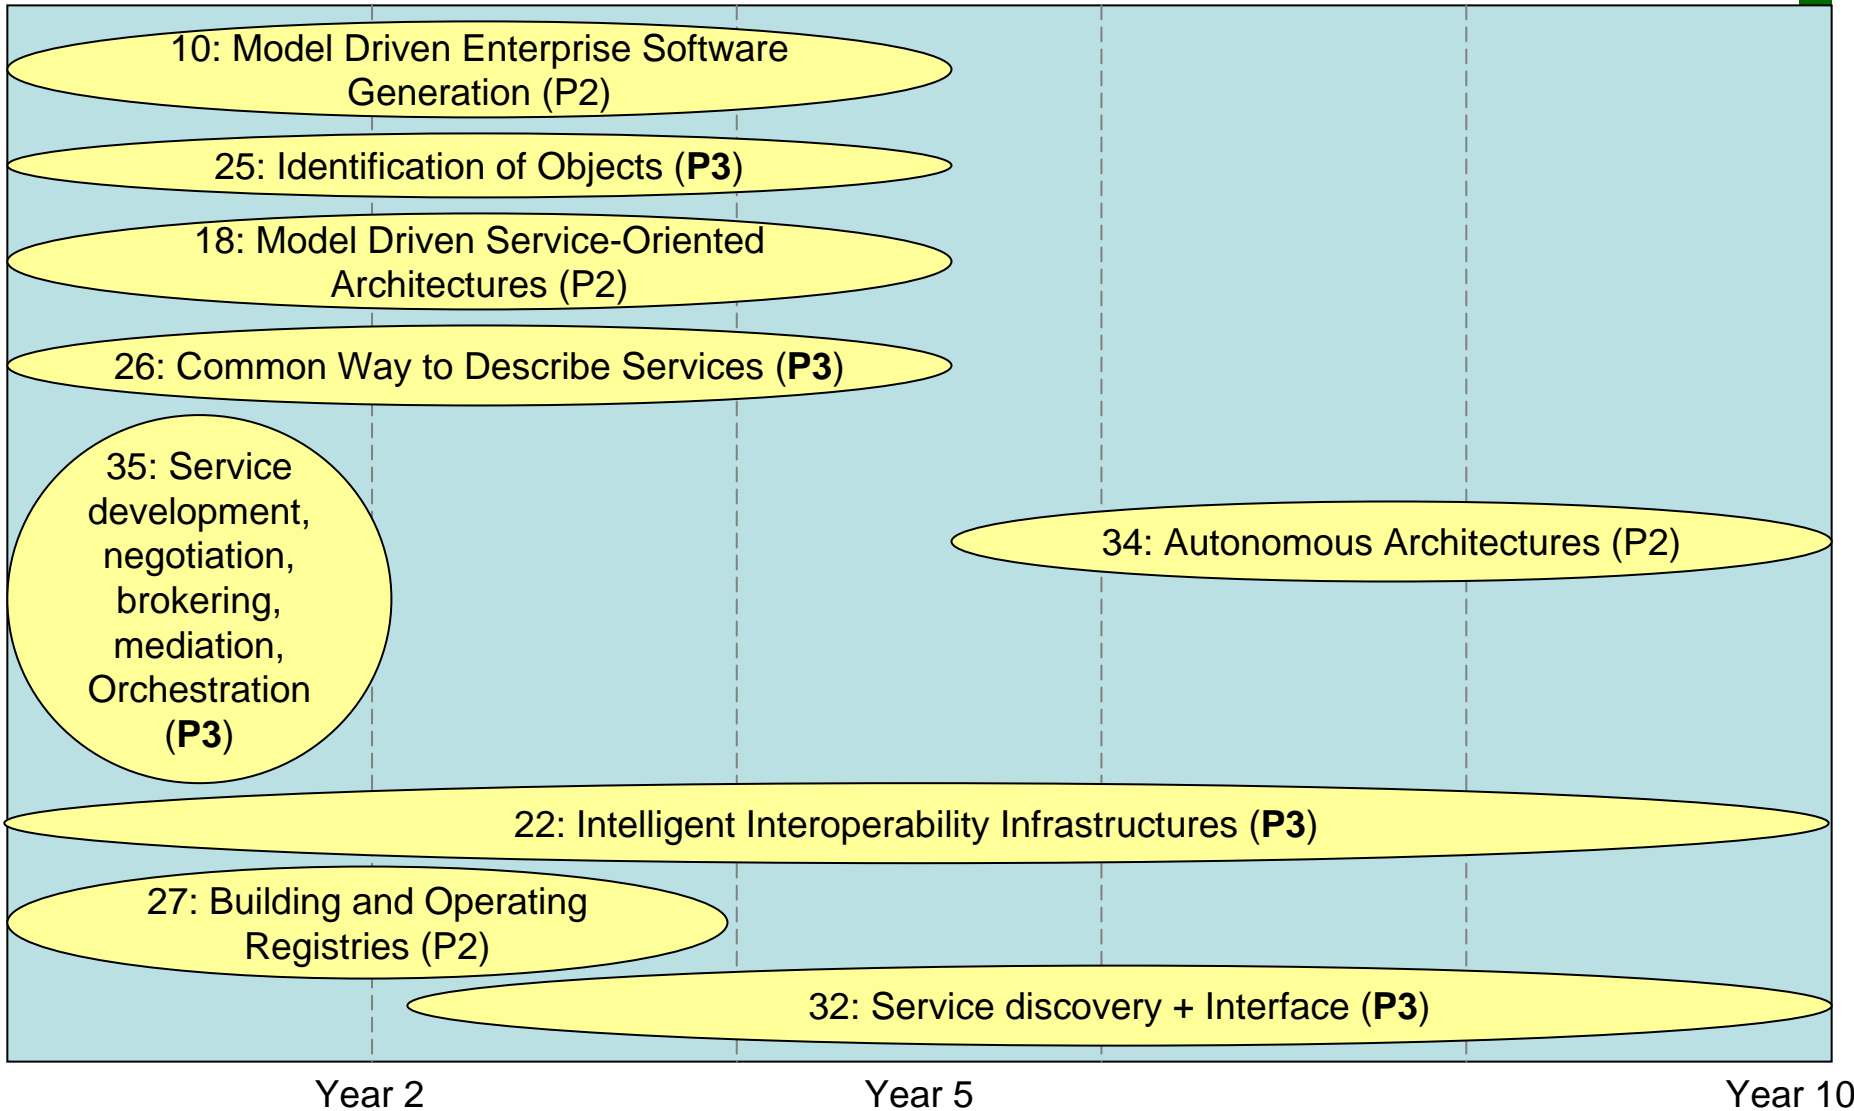 10: Model Driven Enterprise Software
Generation (P2)
25: Identification of Objects (P3)
18: Model Driven Service-Oriented
Architectures (P2)
26: Common Way to Describe Services (P3)
35: Service
development,
negotiation,
brokering,
mediation,
Orchestration
(P3)
34: Autonomous Architectures (P2)
22: Intelligent Interoperability Infrastructures (P3)
27: Building and Operating
Registries (P2)
32: Service discovery + Interface (P3)
Year 2
Year 5
Year 10